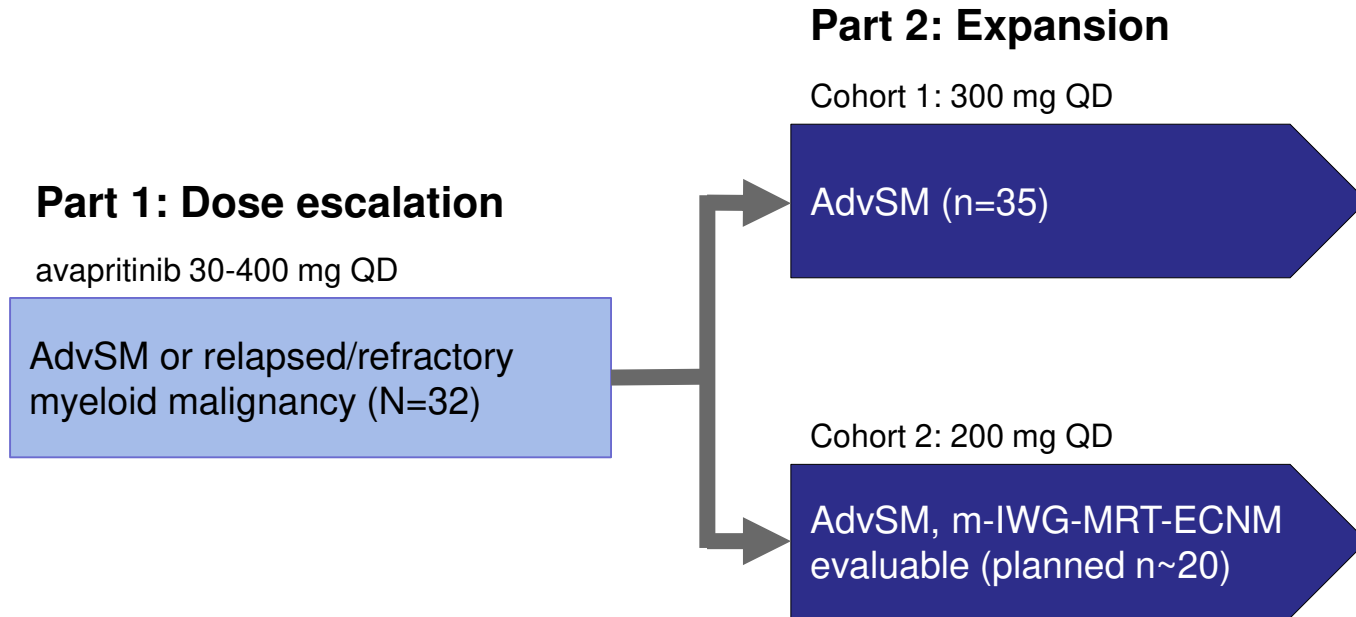 Part 1: Dose escalation
avapritinib 30-400 mg QD
AdvSM or relapsed/refractory
myeloid malignancy (N=32)
Part 2: Expansion
Cohort 1: 300 mg QD
AdvSM (n=35)
Cohort 2: 200 mg QD
AdvSM, m-IWG-MRT-ECNM
evaluable (planned n~20)